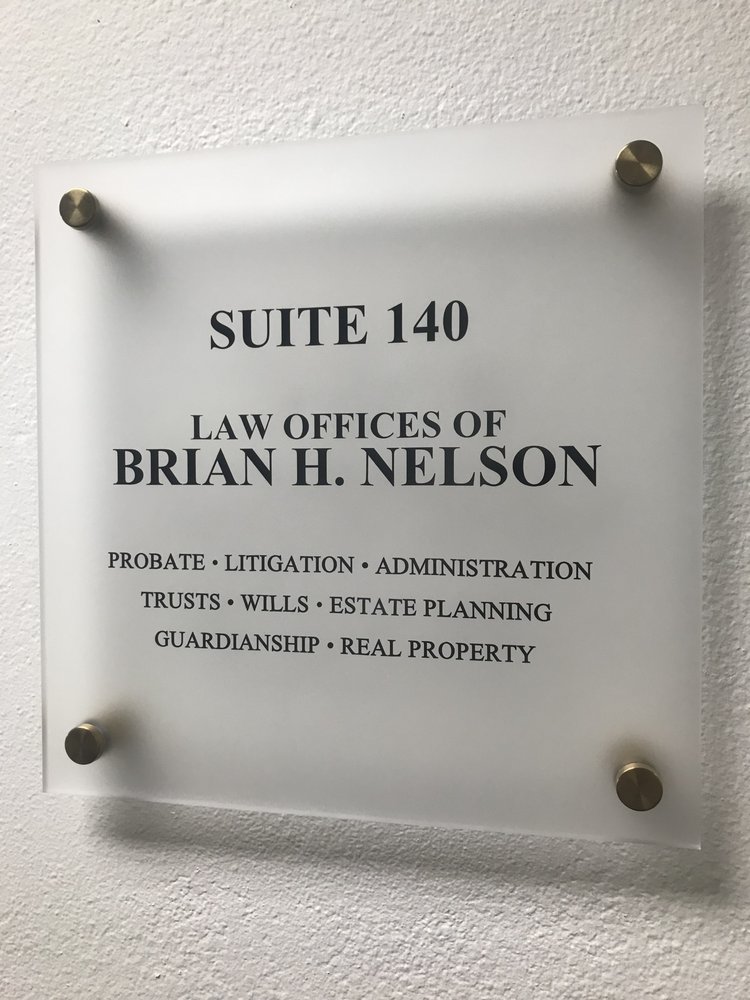 SUITE 140
LAW OFFICES OF
BRIAN H. NELSON
PROBATE • LITIGATION • ADMINISTRATION
TRUSTS • WILLS • ESTATE PLANNING
GUARDIANSHIP • REAL PROPERTY